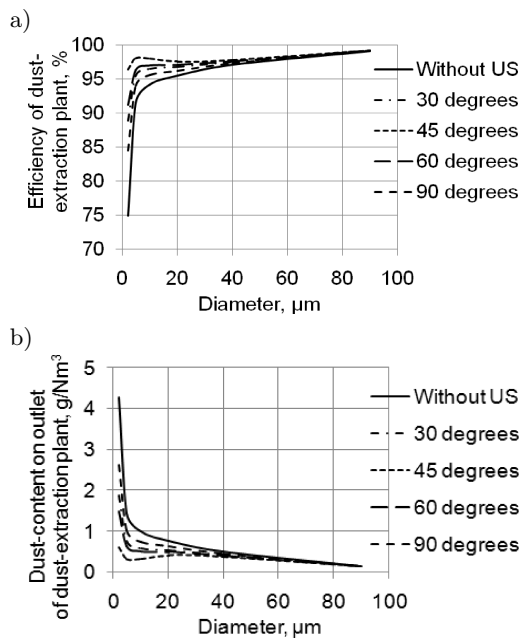 a)
Efficiency of dust-
extraction plant, %
100
95
90
85
80
75
70
0 20 40 60 80 100
Diameter, μm
Without US
30 degrees
45 degrees
60 degrees
90 degrees
b)
Dust-content on outlet
of dust-extraction plant, g/Nm³
5
4
3
2
1
0
0 20 40 60 80 100
Diameter, μm
Without US
30 degrees
45 degrees
60 degrees
90 degrees